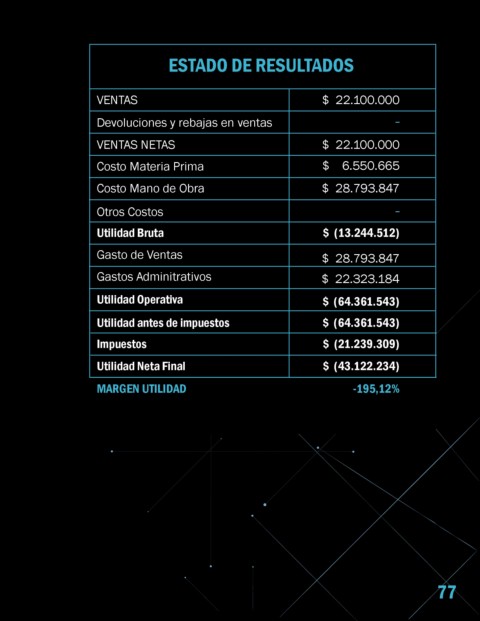 ESTADO DE RESULTADOS
VENTAS $ 22.100.000
Devoluciones y rebajas en ventas -
VENTAS NETAS $ 22.100.000
Costo Materia Prima $ 6.550.665
Costo Mano de Obra $ 28.793.847
Otros Costos -
Utilidad Bruta $ (13.244.512)
Gasto de Ventas $ 28.793.847
Gastos Adminitrativos $ 22.323.184
Utilidad Operativa $ (64.361.543)
Utilidad antes de impuestos $ (64.361.543)
Impuestos $ (21.239.309)
Utilidad Neta Final $ (43.122.234)
MARGEN UTILIDAD -195,12%
77